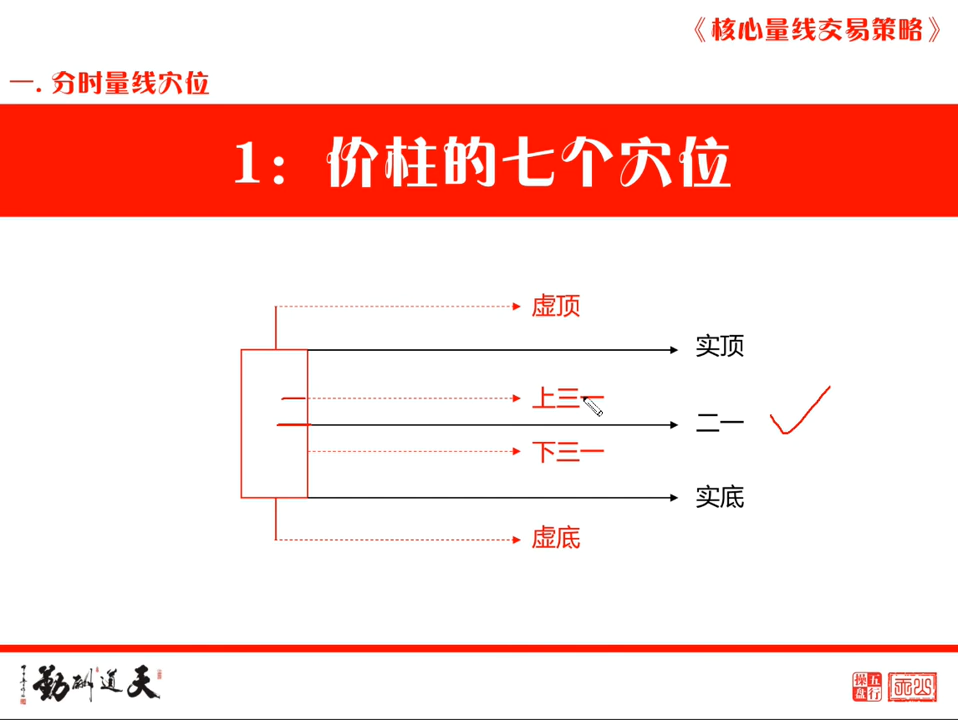 《核心量线交易策略》
一. 分时量线穴位
1：价柱的七个穴位
虚顶
实顶
上三一
二一
下三一
实底
虚底
勤酬道天
操盘 五行